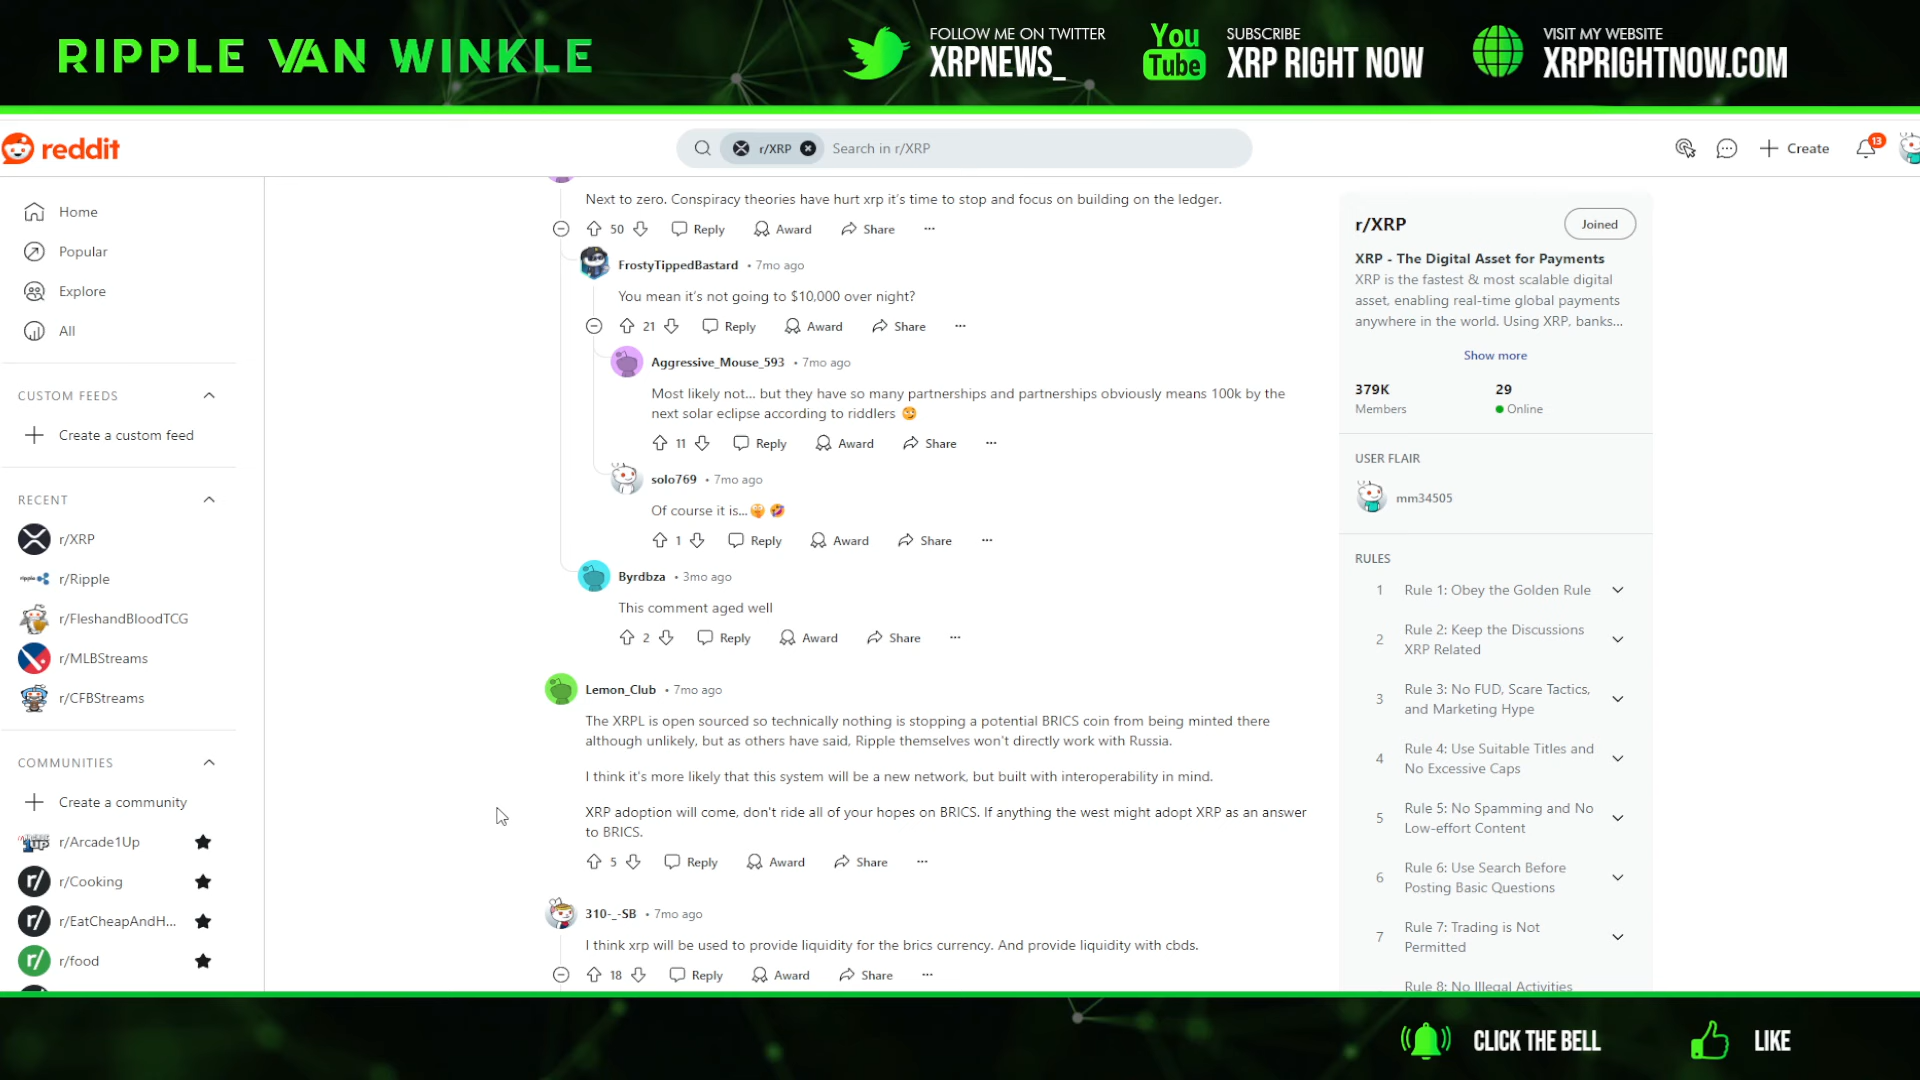 RIPPLE VAN WINKLE
FOLLOW ME ON TWITTER
XRPNEWS_
You
Tube
SUBSCRIBE
XRP RIGHT NOW
VISIT MY WEBSITE
XRPRIGHTNOW.COM
reddit
r/XRP
Search in r/XRP
Create
13
Home
Popular
Explore
All
CUSTOM FEEDS
Create a custom feed
RECENT
r/XRP
r/Ripple
r/FleshandBloodTCG
r/MLBStreams
r/CFBStreams
COMMUNITIES
Create a community
r/Arcade1Up
r/Cooking
r/EatCheapAndH...
r/food
Next to zero. Conspiracy theories have hurt xrp it's time to stop and focus on building on the ledger.
50 Reply Award Share ...
FrostyTippedBastard • 7mo ago
You mean it's not going to $10,000 over night?
21 Reply Award Share ...
Aggressive_Mouse_593 • 7mo ago
Most likely not... but they have so many partnerships and partnerships obviously means 100k by the
next solar eclipse according to riddlers 
11 Reply Award Share ...
solo769 • 7mo ago
Of course it is...
1 Reply Award Share ...
Byrdbza • 3mo ago
This comment aged well
2 Reply Award Share ...
Lemon_Club • 7mo ago
The XRPL is open sourced so technically nothing is stopping a potential BRICS coin from being minted there
although unlikely, but as others have said, Ripple themselves won't directly work with Russia.
I think it's more likely that this system will be a new network, but built with interoperability in mind.
XRP adoption will come, don't ride all of your hopes on BRICS. If anything the west might adopt XRP as an answer
to BRICS.
5 Reply Award Share ...
310-_-SB • 7mo ago
I think xrp will be used to provide liquidity for the brics currency. And provide liquidity with cbds.
18 Reply Award Share ...
r/XRP
Joined
XRP - The Digital Asset for Payments
XRP is the fastest & most scalable digital
asset, enabling real-time global payments
anywhere in the world. Using XRP, banks...
Show more
379K 29
Members Online
USER FLAIR
mm34505
RULES
1 Rule 1: Obey the Golden Rule
2 Rule 2: Keep the Discussions
XRP Related
3 Rule 3: No FUD, Scare Tactics,
and Marketing Hype
4 Rule 4: Use Suitable Titles and
No Excessive Caps
5 Rule 5: No Spamming and No
Low-effort Content
6 Rule 6: Use Search Before
Posting Basic Questions
7 Rule 7: Trading is Not
Permitted
Rule 8: No Illegal Activities
CLICK THE BELL
LIKE